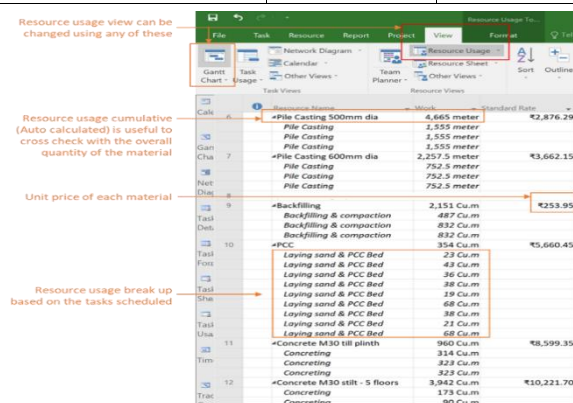 Resource usage view can be
changed using any of these
Resource Usage To...
File Task Resource Report Project View Format
Gantt Chart
Task Usage
Network Diagram
Calendar
Other Views
Task Views
Team Planner
Resource Usage
Resource Sheet
Other Views
Resource Views
Sort
Outline
Resource Name Work Standard Rate
Resource usage cumulative
(Auto calculated) is useful to
cross check with the overall
quantity of the material
6 Pile Casting 500mm dia 4,665 meter ₹2,876.29
Pile Casting 1,555 meter
Pile Casting 1,555 meter
Pile Casting 1,555 meter
7 Pile Casting 600mm dia 2,257.5 meter ₹3,662.15
Pile Casting 752.5 meter
Pile Casting 752.5 meter
Pile Casting 752.5 meter
Unit price of each material
8
9 Backfilling 2,151 Cu.m ₹253.95
Backfilling & compaction 487 Cu.m
Backfilling & compaction 832 Cu.m
Backfilling & compaction 832 Cu.m
10 PCC 354 Cu.m ₹5,660.45
Laying sand & PCC Bed 23 Cu.m
Laying sand & PCC Bed 43 Cu.m
Laying sand & PCC Bed 36 Cu.m
Laying sand & PCC Bed 38 Cu.m
Laying sand & PCC Bed 19 Cu.m
Laying sand & PCC Bed 68 Cu.m
Laying sand & PCC Bed 38 Cu.m
Laying sand & PCC Bed 21 Cu.m
Laying sand & PCC Bed 68 Cu.m
Resource usage break up
based on the tasks scheduled
11 Concrete M30 till plinth 960 Cu.m ₹8,599.35
Concreting 314 Cu.m
Concreting 323 Cu.m
Concreting 323 Cu.m
12 Concrete M30 stilt - 5 floors 3,942 Cu.m ₹10,221.70
Concreting 173 Cu.m
Concreting 90 Cu.m